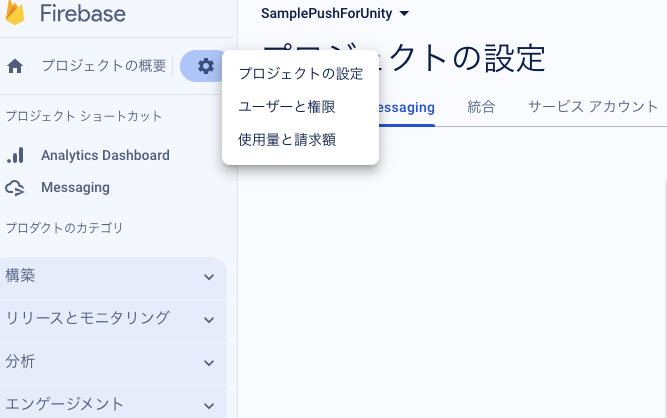 Firebase
SamplePushForUnity
プロジェクトの概要
プロジェクトの設定
プロジェクトの設定
ユーザーと権限
使用量と請求額
essaging
統合
サービス アカウント
プロジェクト ショートカット
Analytics Dashboard
Messaging
プロダクトのカテゴリ
構築
リリースとモニタリング
分析
エンゲージメント